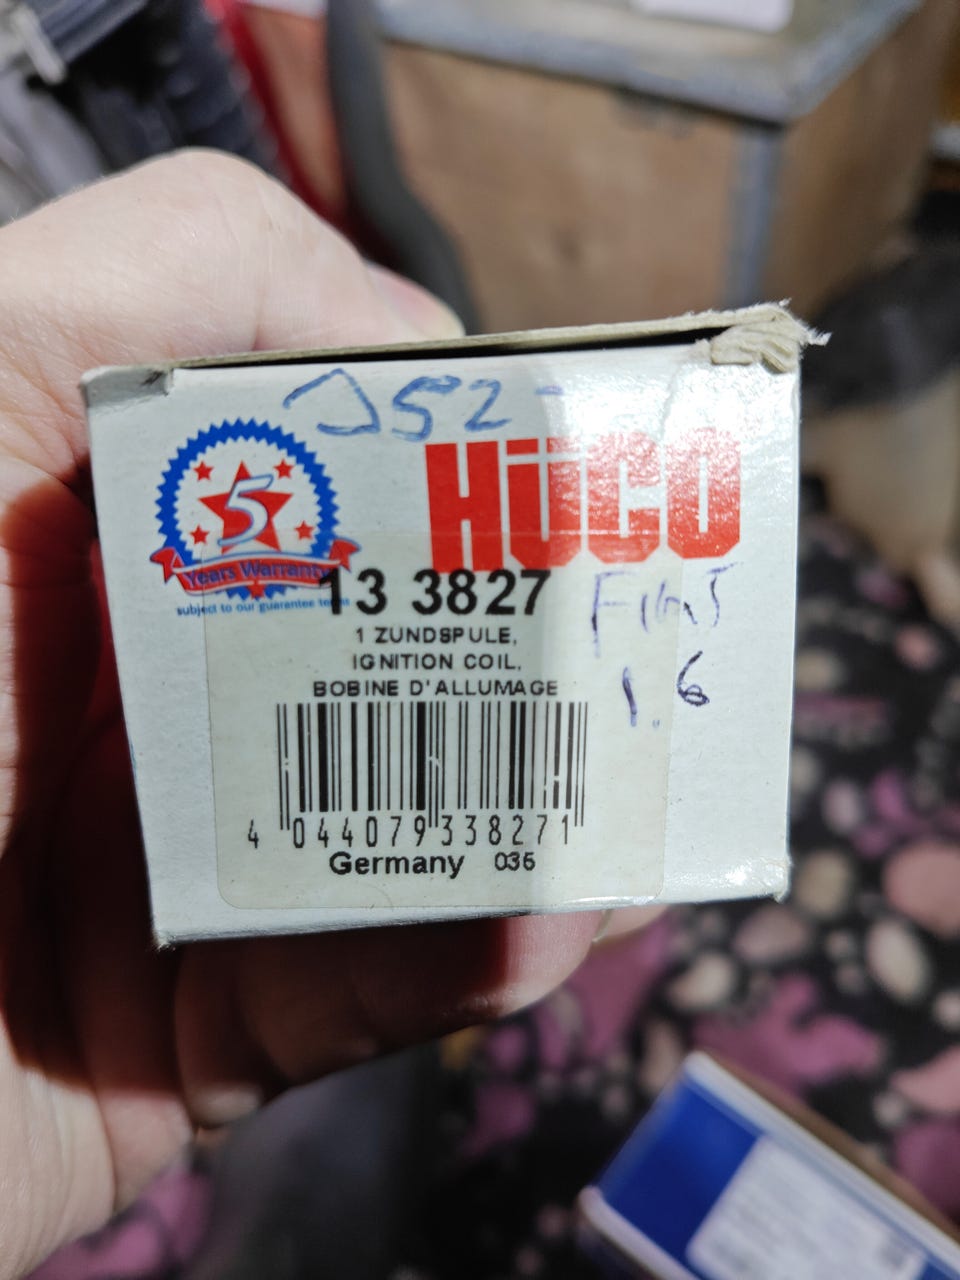 J52-
HÜCO
5
Years Warranty
subject to our guarantee terms
13 3827
1 ZUNDSPULE,
IGNITION COIL,
BOBINE D'ALLUMAGE
1.6
4 044079 338271
Germany 036